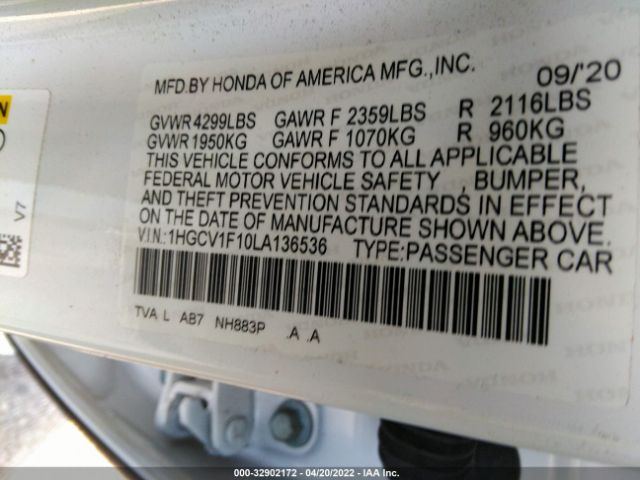 MFD.BY HONDA OF AMERICA MFG.,INC. 09/'20
GVWR 4299LBS GAWR F 2359LBS R 2116LBS
GVWR 1950KG GAWR F 1070KG R 960KG
THIS VEHICLE CONFORMS TO ALL APPLICABLE
FEDERAL MOTOR VEHICLE SAFETY , BUMPER,
AND THEFT PREVENTION STANDARDS IN EFFECT
ON THE DATE OF MANUFACTURE SHOWN ABOVE.
V.I.N.:1HGCV1F10LA136536 TYPE:PASSENGER CAR
TVA L AB7 NH883P .A .A
V7
000-32902172 - 04/20/2022 - IAA Inc.